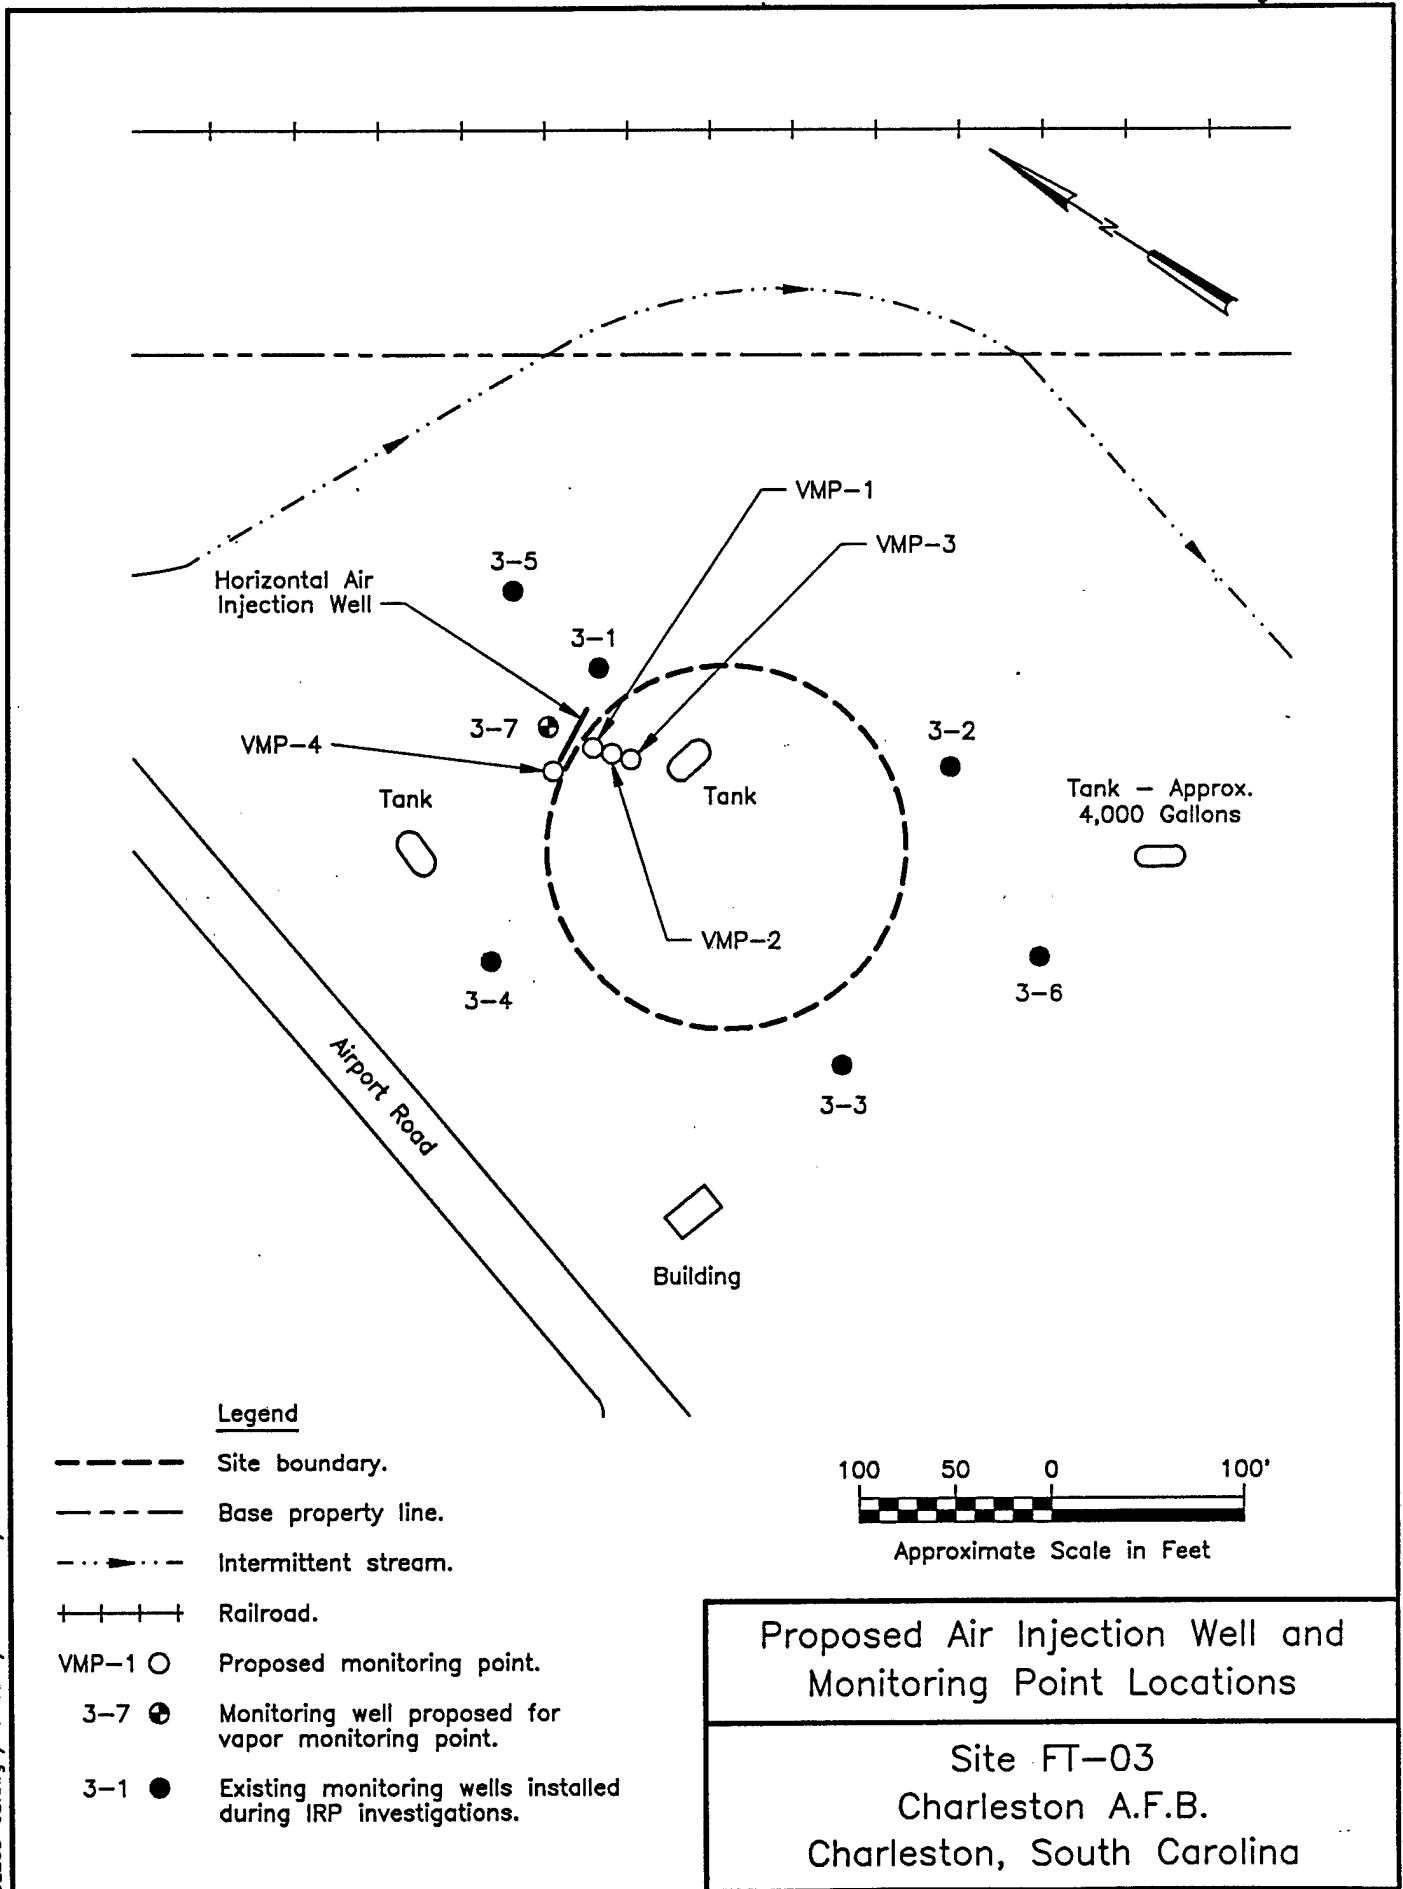 N
VMP-1
VMP-3
3-5
Horizontal Air
Injection Well
3-1
3-7
VMP-4
3-2
Tank
Tank
Tank - Approx.
4,000 Gallons
VMP-2
3-4
3-6
3-3
Airport Road
Building
Legend
Site boundary.
Base property line.
Intermittent stream.
Railroad.
VMP-1 Proposed monitoring point.
3-7 Monitoring well proposed for
vapor monitoring point.
3-1 Existing monitoring wells installed
during IRP investigations.
100 50 0 100'
Approximate Scale in Feet
Proposed Air Injection Well and
Monitoring Point Locations
Site FT-03
Charleston A.F.B.
Charleston, South Carolina